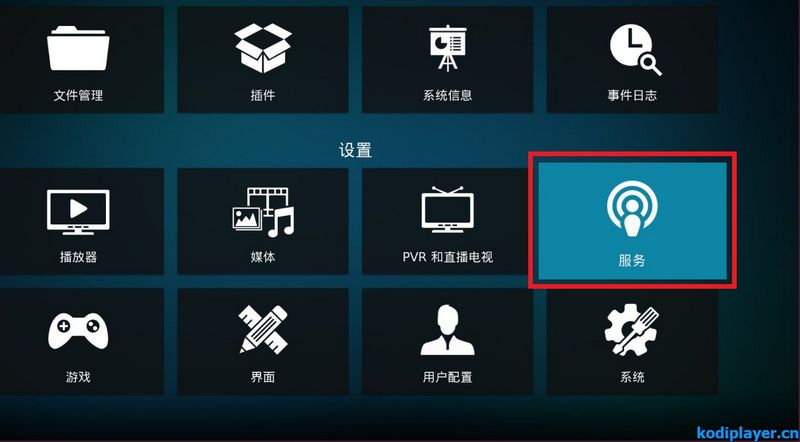 文件管理
插件
系统信息
事件日志
设置
播放器
媒体
PVR 和直播电视
服务
游戏
界面
用户配置
系统
kodiplayer.cn